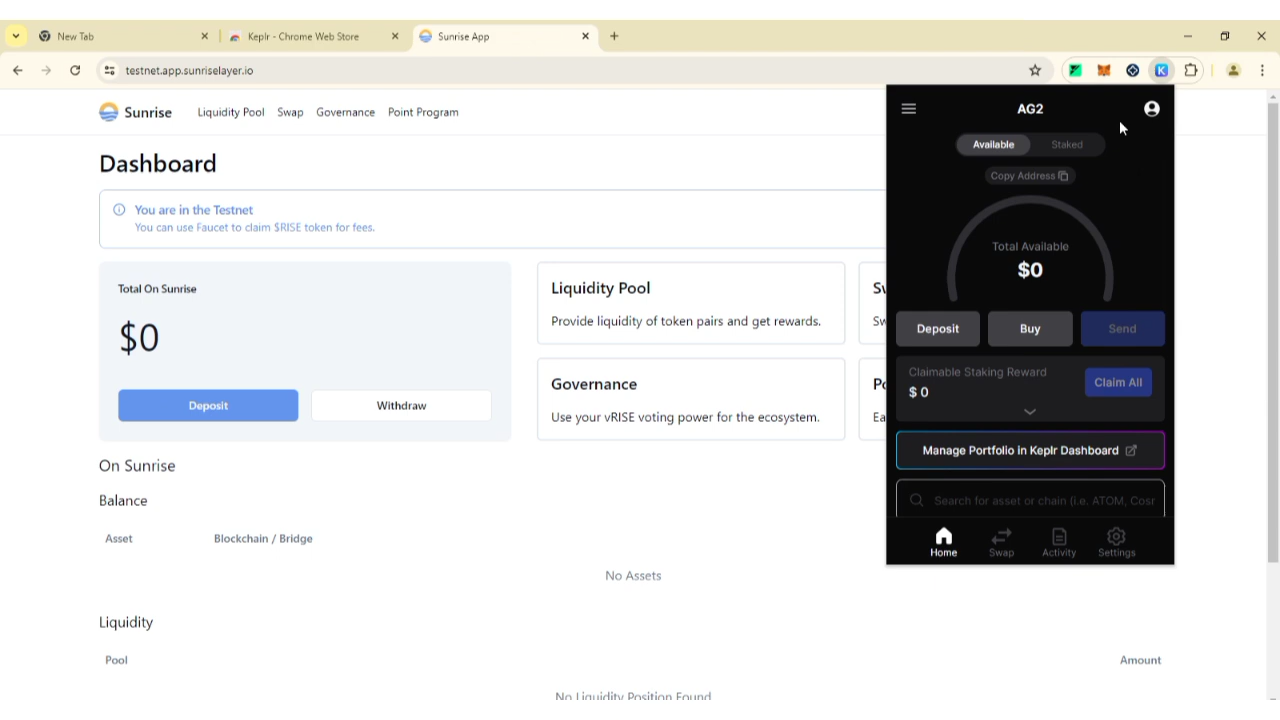 New Tab
Keplr - Chrome Web Store
Sunrise App
testnet.app.sunriselayer.io
Sunrise
Liquidity Pool
Swap
Governance
Point Program
Dashboard
You are in the Testnet
You can use Faucet to claim $RISE token for fees.
Total On Sunrise
$0
Deposit
Withdraw
Liquidity Pool
Provide liquidity of token pairs and get rewards.
Governance
Use your vRISE voting power for the ecosystem.
On Sunrise
Balance
Asset
Blockchain / Bridge
No Assets
Liquidity
Pool
Amount
No Liquidity Position Found
AG2
Available
Staked
Copy Address
Total Available
$0
Deposit
Buy
Send
Claimable Staking Reward
$ 0
Claim All
Manage Portfolio in Keplr Dashboard
Search for asset or chain (i.e. ATOM, Cosr
Home
Swap
Activity
Settings